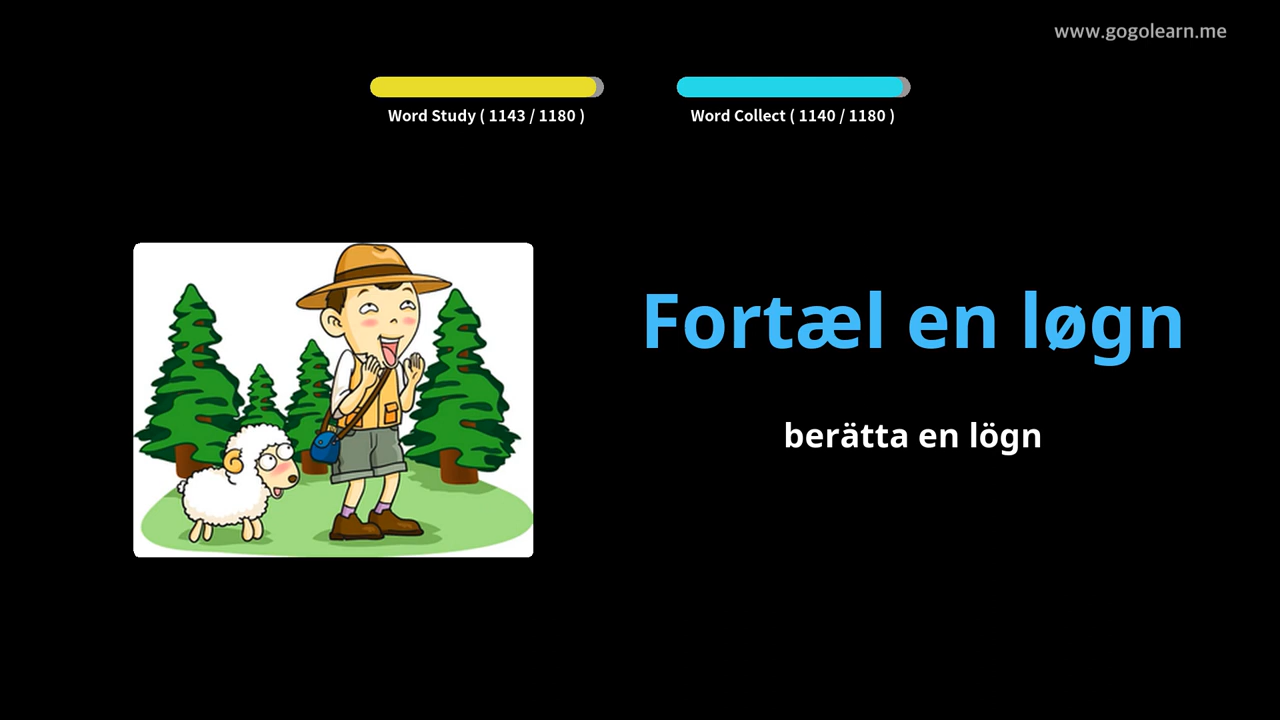 www.gogolearn.me
Word Study ( 1143 / 1180 )
Word Collect ( 1140 / 1180 )
Fortæl en løgn
berätta en lögn